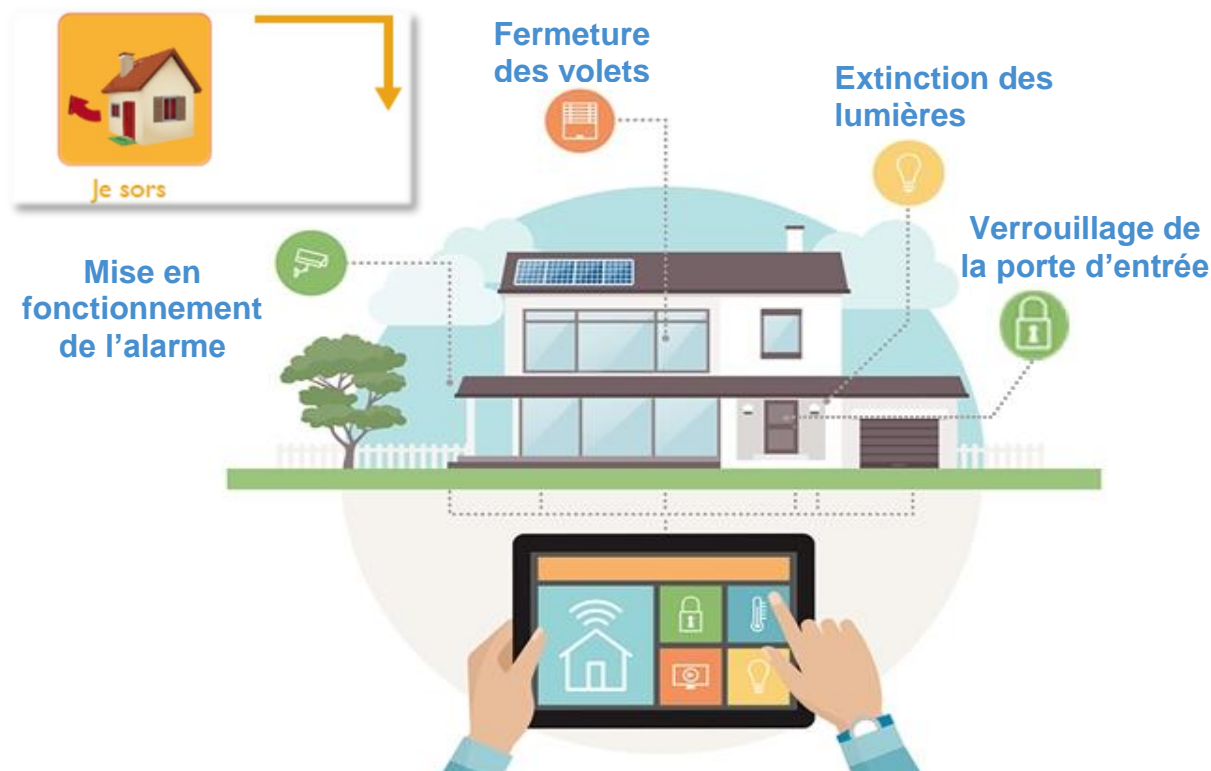 Je sors
Fermeture
des volets
Extinction des
lumières
Verrouillage de
la porte d’entrée
Mise en
fonctionnement
de l’alarme